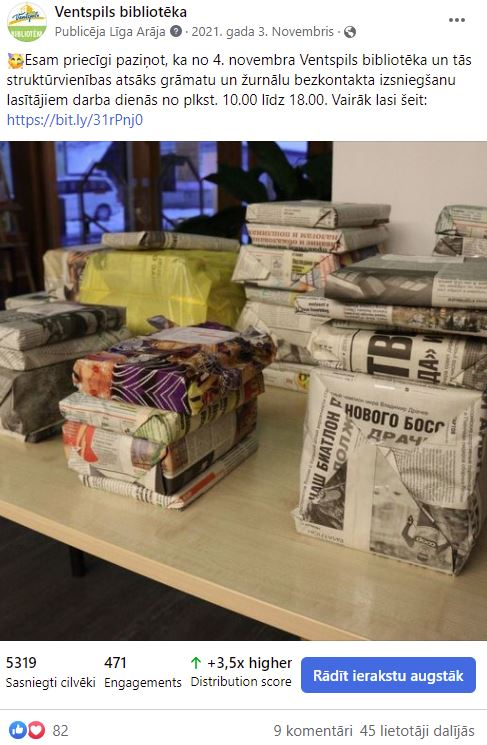 Ventspils bibliotēka
Publicēja Līga Arāja · 2021. gada 3. Novembris ·
🥳Esam priecīgi paziņot, ka no 4. novembra Ventspils bibliotēka un tās
struktūrvienības atsāks grāmatu un žurnālu bezkontakta izsniegšanu
lasītājiem darba dienās no plkst. 10.00 līdz 18.00. Vairāk lasi šeit:
https://bit.ly/31rPnj0
НОВОГО БОСС
ДРАЧ
НАШ БИАТЛОН
5319
Sasniegti cilvēki
471
Engagements
+3,5x higher
Distribution score
Rādīt ierakstu augstāk
82
9 komentāri 45 lietotāji dalījās